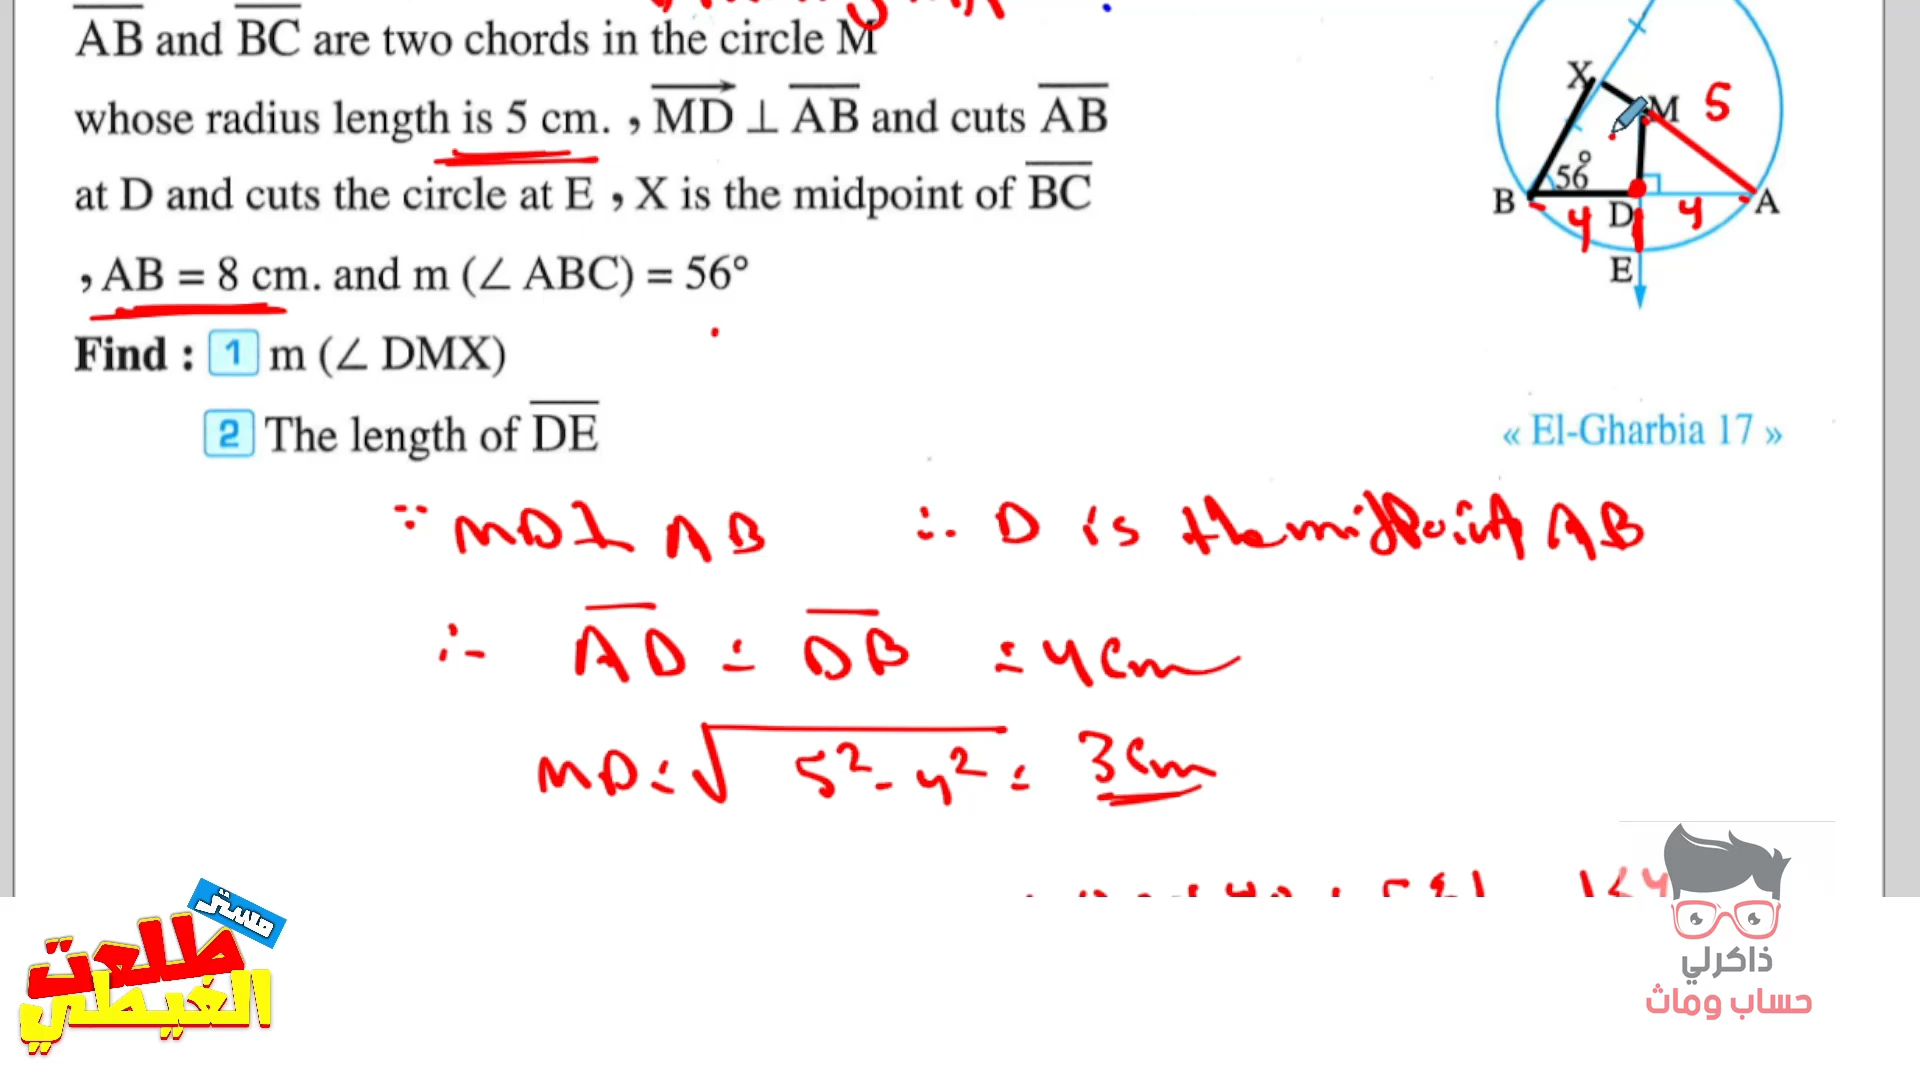 AB and BC are two chords in the circle M
whose radius length is 5 cm. , MD ⊥ AB and cuts AB
at D and cuts the circle at E , X is the midpoint of BC
, AB = 8 cm. and m (∠ ABC) = 56°
Find : 1 m (∠ DMX)
2 The length of DE
« El-Gharbia 17 »
X
M 5
56°
B 4 D 4 A
E
∵ MD ⊥ AB ∴ D is the midpoint AB
∴ AD = DB = 4cm
MD = √5² - 4² = 3cm
مستر
طلعت
الغيطي
ذاكرلي
حساب وماث